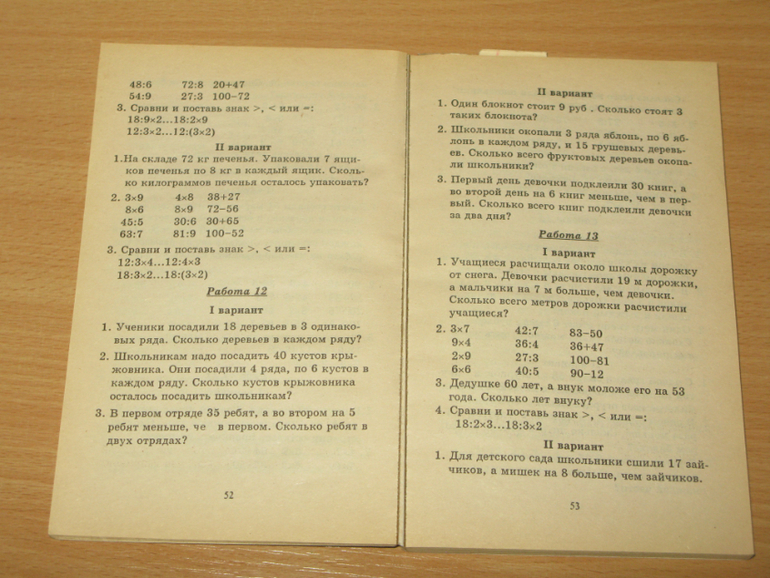 48:6 72:8 20+47
54:9 27:3 100−72
3. Сравни и поставь знак >, < или =:
18:9×2...18:2×9
12:3×2...12:(3×2)
II вариант
1.На складе 72 кг печенья. Упаковали 7 ящи-
ков печенья по 8 кг в каждый ящик. Сколь-
ко килограммов печенья осталось упаковать?
2. 3×9 4×8 38+27
8×6 8×9 72−56
45:5 30:6 30+65
63:7 81:9 100−52
3. Сравни и поставь знак >, < или =:
12:3×4...12:4×3
18:3×2...18:(3×2)
Работа 12
I вариант
1. Ученики посадили 18 деревьев в 3 одинако-
вых ряда. Сколько деревьев в каждом ряду?
2. Школьникам надо посадить 40 кустов кры-
жовника. Они посадили 4 ряда, по 6 кустов в
каждом ряду. Сколько кустов крыжовника
осталось посадить школьникам?
3. В первом отряде 35 ребят, а во втором на 5
ребят меньше, че в первом. Сколько ребят в
двух отрядах?
52
II вариант
1. Один блокнот стоит 9 руб . Сколько стоят 3
таких блокнота?
2. Школьники окопали 3 ряда яблонь, по 6 яб-
лонь в каждом ряду, и 15 грушевых деревь-
ев. Сколько всего фруктовых деревьев окопа-
ли школьники?
3. Первый день девочки подклеили 30 книг, а
во второй день на 6 книг меньше, чем в пер-
вый. Сколько всего книг подклеили девочки
за два дня?
Работа 13
I вариант
1. Учащиеся расчищали около школы дорожку
от снега. Девочки расчистили 19 м дорожки,
а мальчики на 7 м больше, чем девочки.
Сколько всего метров дорожки расчистили
учащиеся?
2. 3×7 42:7 83−50
9×4 36:4 36+47
2×9 27:3 100−81
6×6 40:5 90−12
3. Дедушке 60 лет, а внук моложе его на 53
года. Сколько лет внуку?
4. Сравни и поставь знак >, < или =:
18:2×3...18:3×2
II вариант
1. Для детского сада школьники сшили 17 зай-
чиков, а мишек на 8 больше, чем зайчиков.
53